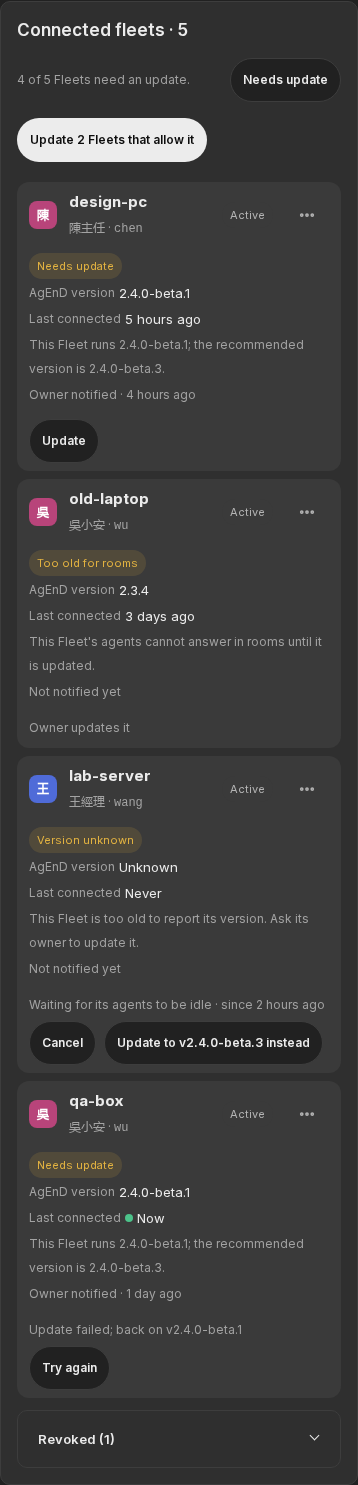 Connected fleets · 5
4 of 5 Fleets need an update.
Needs update
Update 2 Fleets that allow it
陳
design-pc
陳主任 · chen
Active
Needs update
AgEnD version 2.4.0-beta.1
Last connected 5 hours ago
This Fleet runs 2.4.0-beta.1; the recommended
version is 2.4.0-beta.3.
Owner notified · 4 hours ago
Update
吳
old-laptop
吳小安 · wu
Active
Too old for rooms
AgEnD version 2.3.4
Last connected 3 days ago
This Fleet's agents cannot answer in rooms until it
is updated.
Not notified yet
Owner updates it
王
lab-server
王經理 · wang
Active
Version unknown
AgEnD version Unknown
Last connected Never
This Fleet is too old to report its version. Ask its
owner to update it.
Not notified yet
Waiting for its agents to be idle · since 2 hours ago
Cancel
Update to v2.4.0-beta.3 instead
吳
qa-box
吳小安 · wu
Active
Needs update
AgEnD version 2.4.0-beta.1
Last connected Now
This Fleet runs 2.4.0-beta.1; the recommended
version is 2.4.0-beta.3.
Owner notified · 1 day ago
Update failed; back on v2.4.0-beta.1
Try again
Revoked (1)